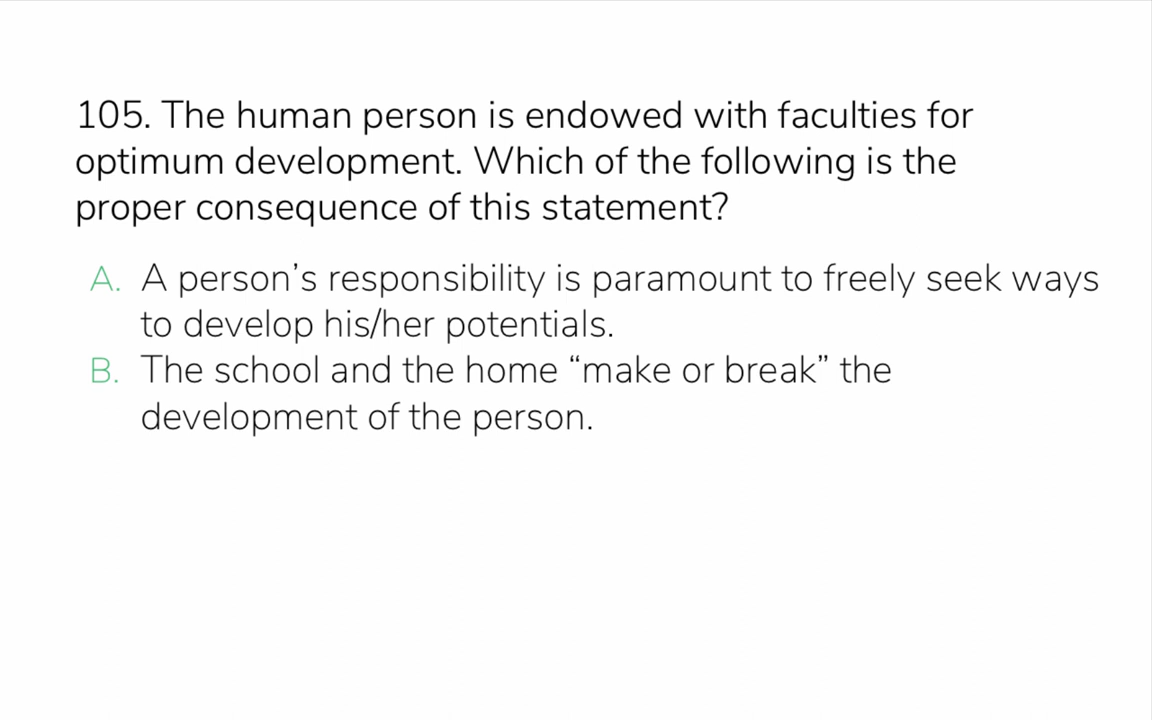 105. The human person is endowed with faculties for
optimum development. Which of the following is the
proper consequence of this statement?
A. A person’s responsibility is paramount to freely seek ways
to develop his/her potentials.
B. The school and the home “make or break” the
development of the person.